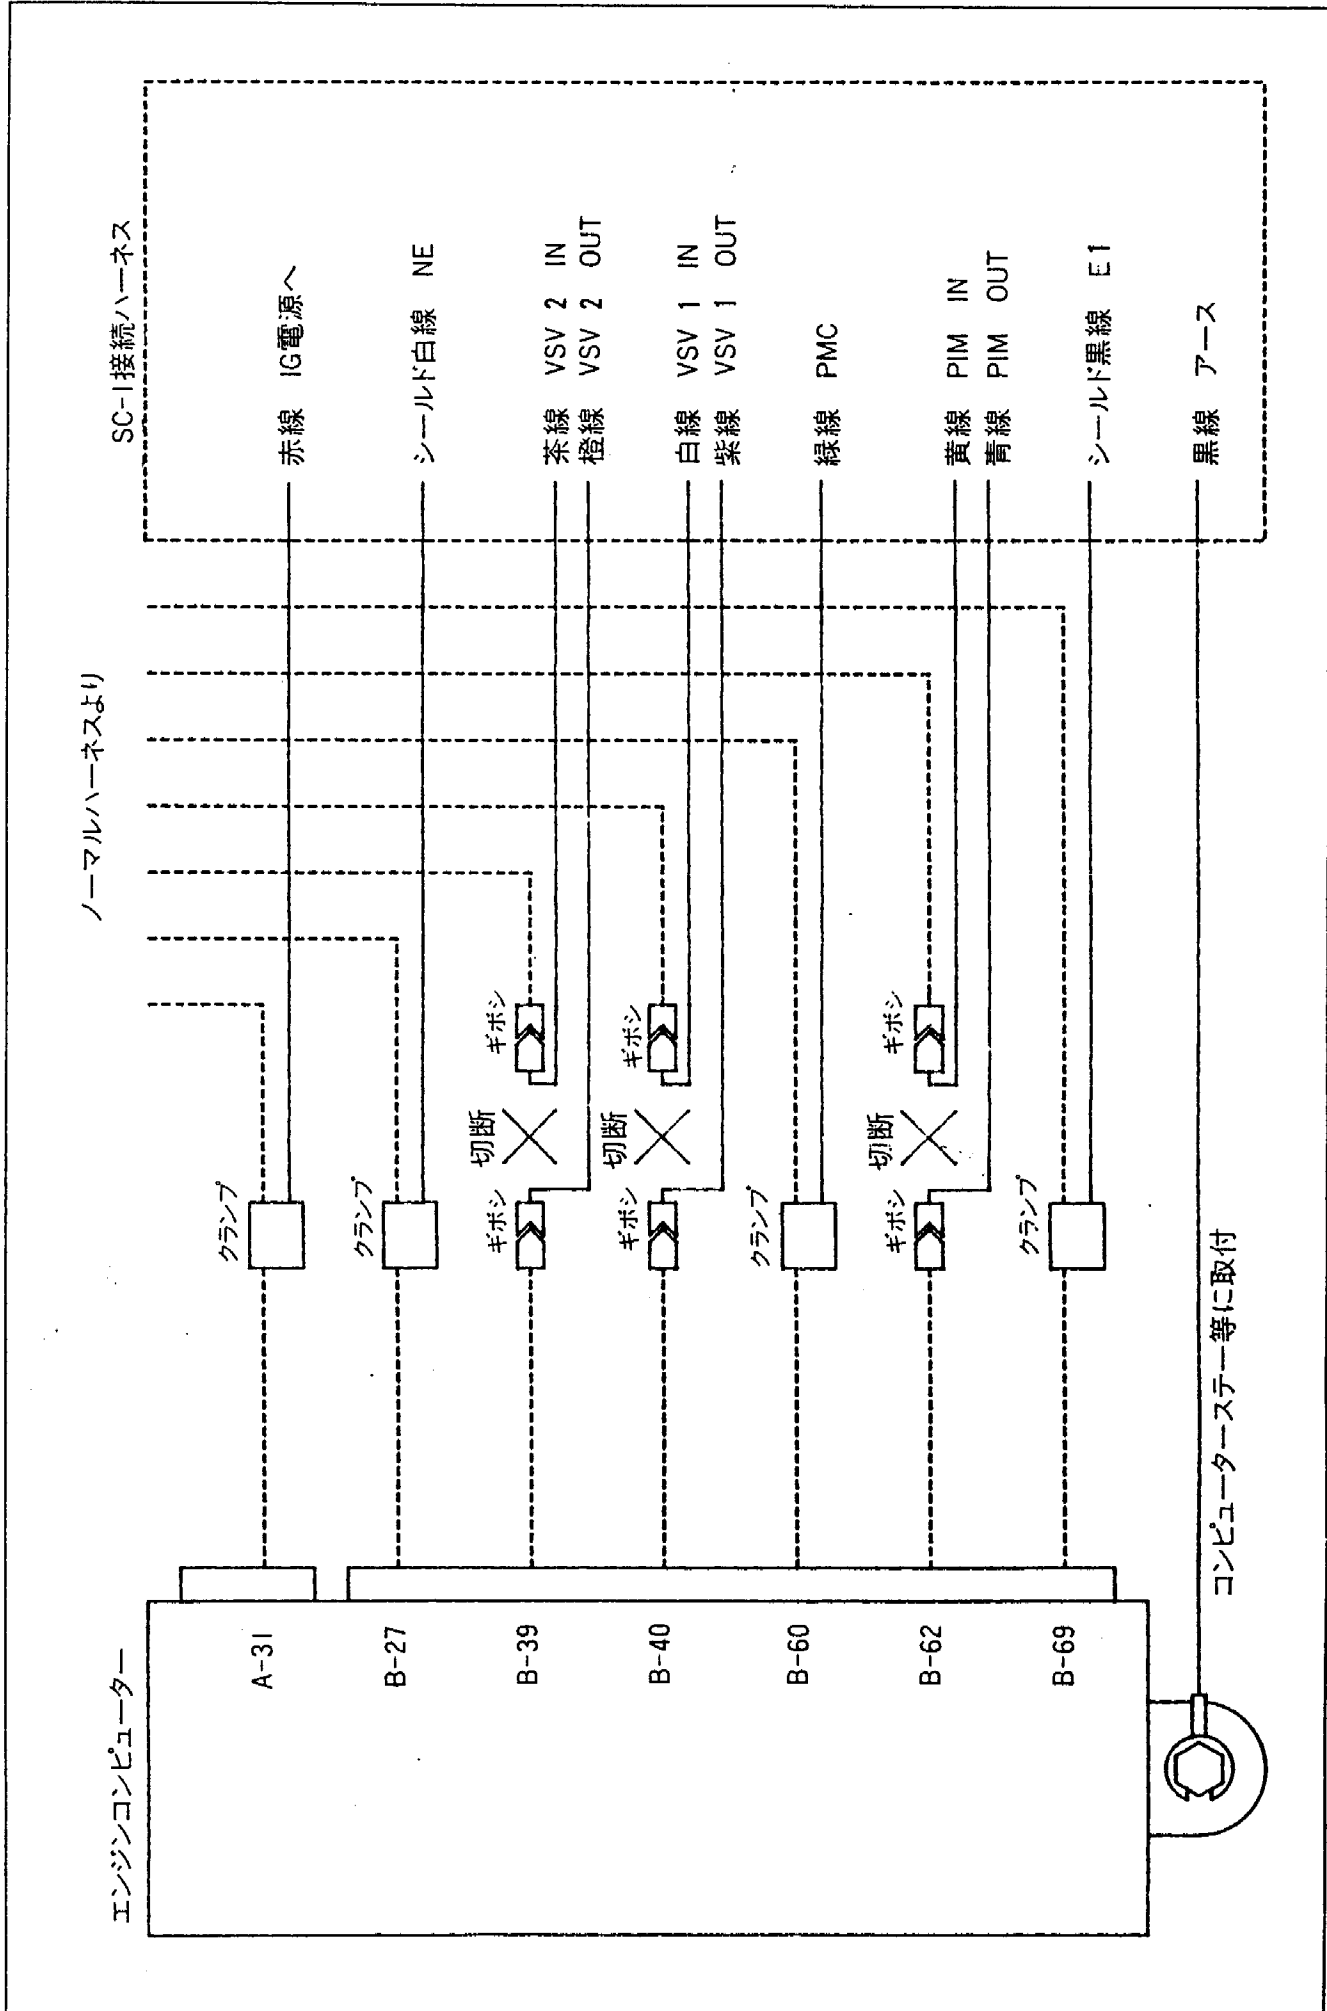 エンジンコンピューター
ノーマルハーネスより
SC-I接続ハーネス
A-31
クランプ
赤線 IG電源へ
B-27
クランプ
シールド白線 NE
B-39
ギボシ
切断
ギボシ
茶線 VSV 2 IN
橙線 VSV 2 OUT
B-40
ギボシ
切断
ギボシ
白線 VSV 1 IN
紫線 VSV 1 OUT
B-60
クランプ
緑線 PMC
B-62
ギボシ
切断
ギボシ
黄線 PIM IN
青線 PIM OUT
B-69
クランプ
シールド黒線 E1
コンピューターステー等に取付
黒線 アース